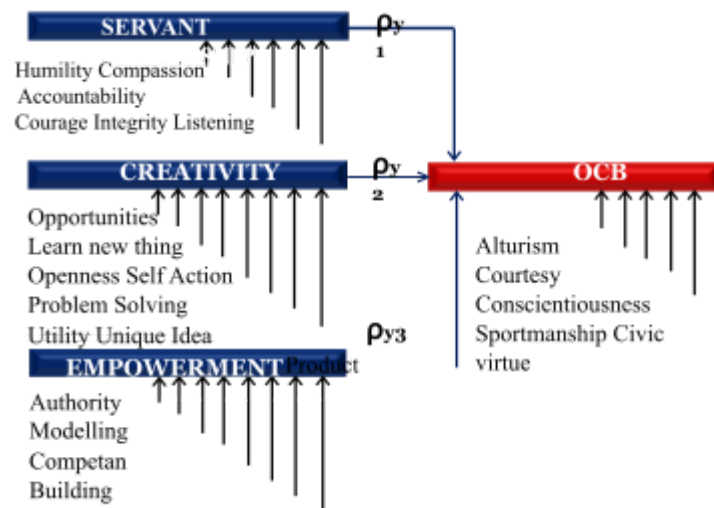 SERVANT
ρy
1
Humility Compassion
Accountability
Courage Integrity Listening
CREATIVITY
ρy
2
OCB
Opportunities
Learn new thing
Openness Self Action
Problem Solving
Utility Unique Idea
Alturism
Courtesy
Conscientiousness
Sportmanship Civic
virtue
ρy3
EMPOWERMENT Product
Authority
Modelling
Competan
Building